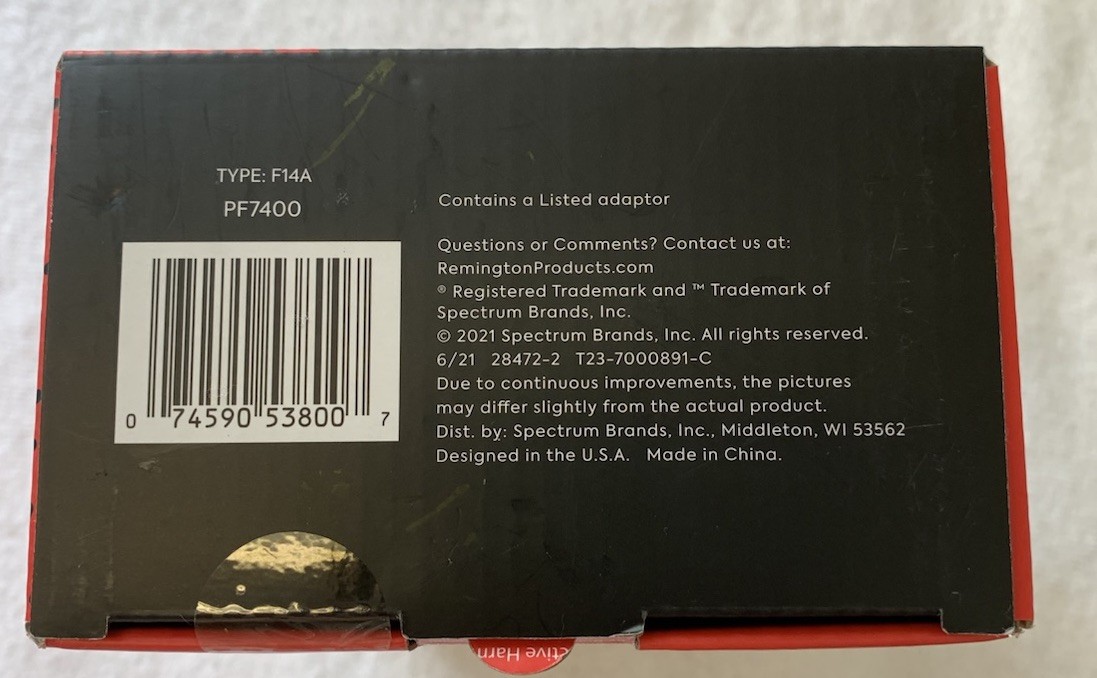 TYPE: F14A
PF7400
0 74590 53800 7
Contains a Listed adaptor
Questions or Comments? Contact us at:
RemingtonProducts.com
® Registered Trademark and ™ Trademark of
Spectrum Brands, Inc.
© 2021 Spectrum Brands, Inc. All rights reserved.
6/21 28472-2 T23-7000891-C
Due to continuous improvements, the pictures
may differ slightly from the actual product.
Dist. by: Spectrum Brands, Inc., Middleton, WI 53562
Designed in the U.S.A. Made in China.
ctive Harn